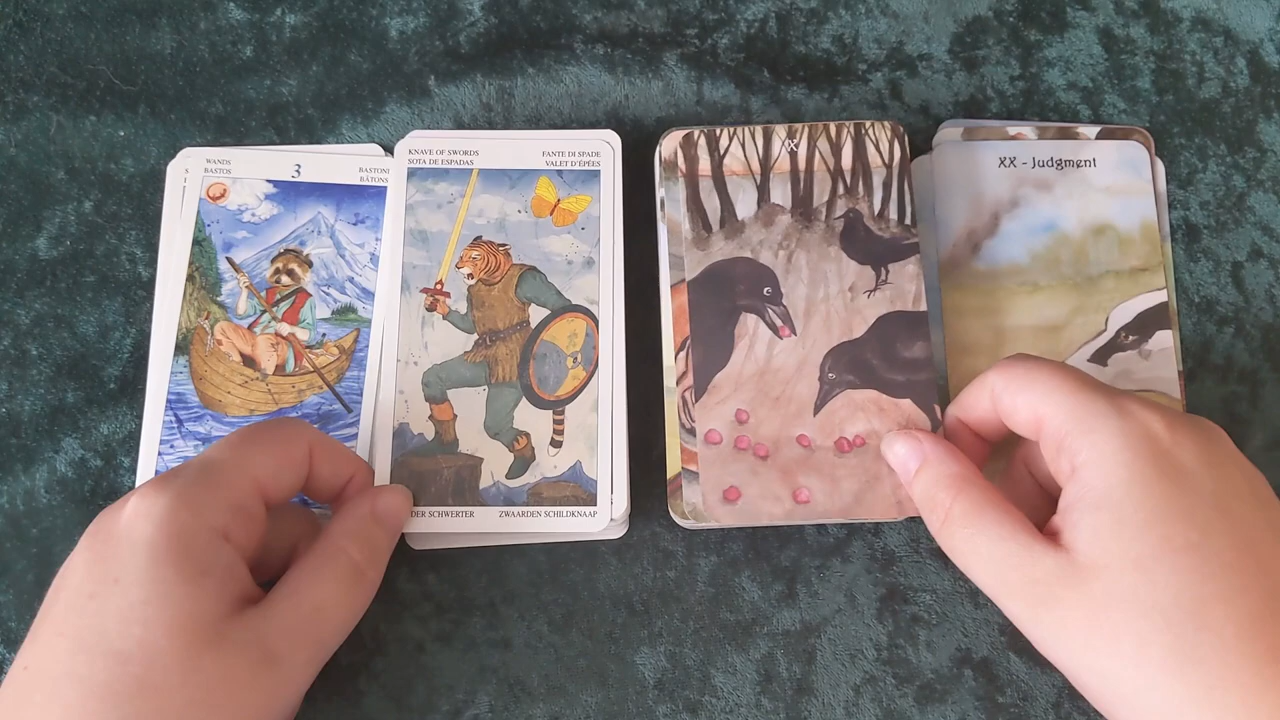 WANDS
BASTOS
3
BASTONI
BÂTONS
KNAVE OF SWORDS
SOTA DE ESPADAS
FANTE DI SPADE
VALET D'ÉPÉES
DER SCHWERTER
ZWAARDEN SCHILDKNAAP
X
XX - Judgment